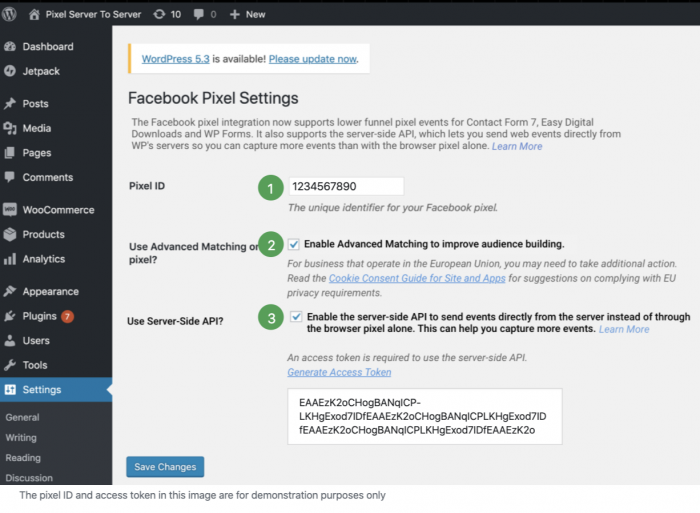 Pixel Server To Server 10 0 + New
Dashboard
Jetpack
Posts
Media
Pages
Comments
WooCommerce
Products
Analytics
Appearance
Plugins 7
Users
Tools
Settings
General
Writing
Reading
Discussion
WordPress 5.3 is available! Please update now.
Facebook Pixel Settings
The Facebook pixel integration now supports lower funnel pixel events for Contact Form 7, Easy Digital
Downloads and WP Forms. It also supports the server-side API, which lets you send web events directly from
WP's servers so you can capture more events than with the browser pixel alone. Learn More
Pixel ID 1 1234567890
The unique identifier for your Facebook pixel.
Use Advanced Matching on
pixel?
2 Enable Advanced Matching to improve audience building.
For business that operate in the European Union, you may need to take additional action.
Read the Cookie Consent Guide for Site and Apps for suggestions on complying with EU
privacy requirements.
Use Server-Side API? 3 Enable the server-side API to send events directly from the server instead of through
the browser pixel alone. This can help you capture more events. Learn More
An access token is required to use the server-side API.
Generate Access Token
EAAEzK2oCHogBANqlCP-
LKHgExod7IDfEAAEzK2oCHogBANqlCPLKHgExod7ID
fEAAEzK2oCHogBANqlCPLKHgExod7IDfEAAEzK2o
Save Changes
The pixel ID and access token in this image are for demonstration purposes only